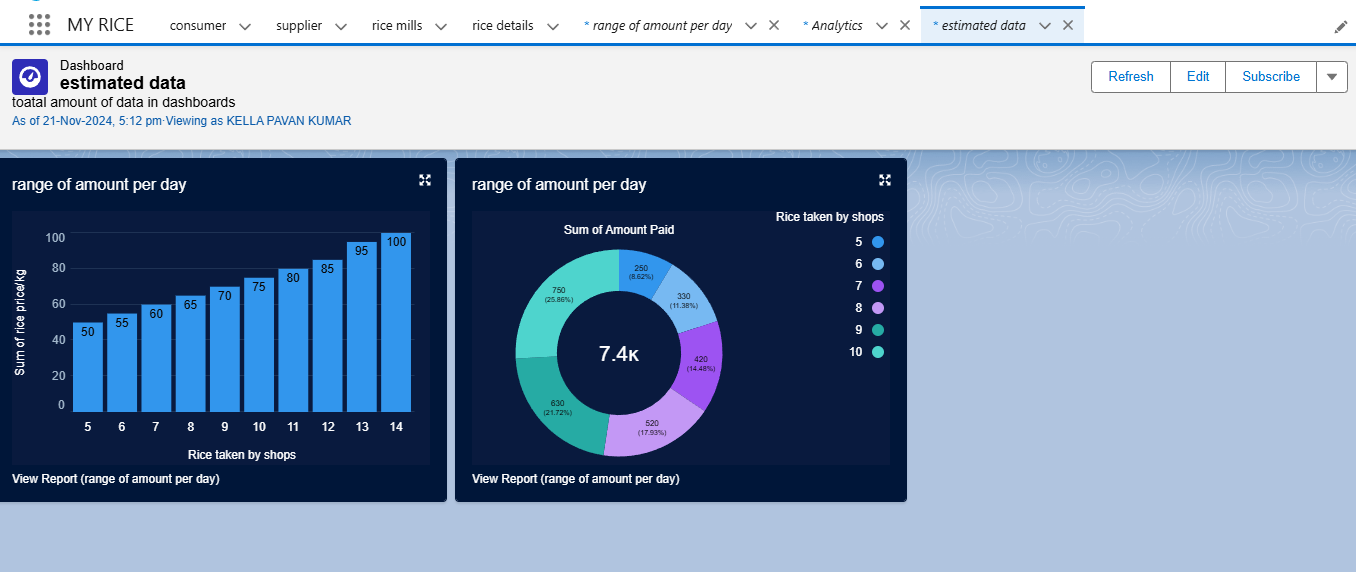 MY RICE consumer supplier rice mills rice details * range of amount per day * Analytics * estimated data
Dashboard
estimated data
toatal amount of data in dashboards
As of 21-Nov-2024, 5:12 pm·Viewing as KELLA PAVAN KUMAR
Refresh Edit Subscribe
range of amount per day
Sum of rice price/kg
100
80
60
40
20
0
50 55 60 65 70 75 80 85 95 100
5 6 7 8 9 10 11 12 13 14
Rice taken by shops
View Report (range of amount per day)
range of amount per day
Sum of Amount Paid
250
(8.62%)
330
(11.38%)
420
(14.48%)
520
(17.93%)
630
(21.72%)
750
(25.86%)
7.4K
Rice taken by shops
5
6
7
8
9
10
View Report (range of amount per day)